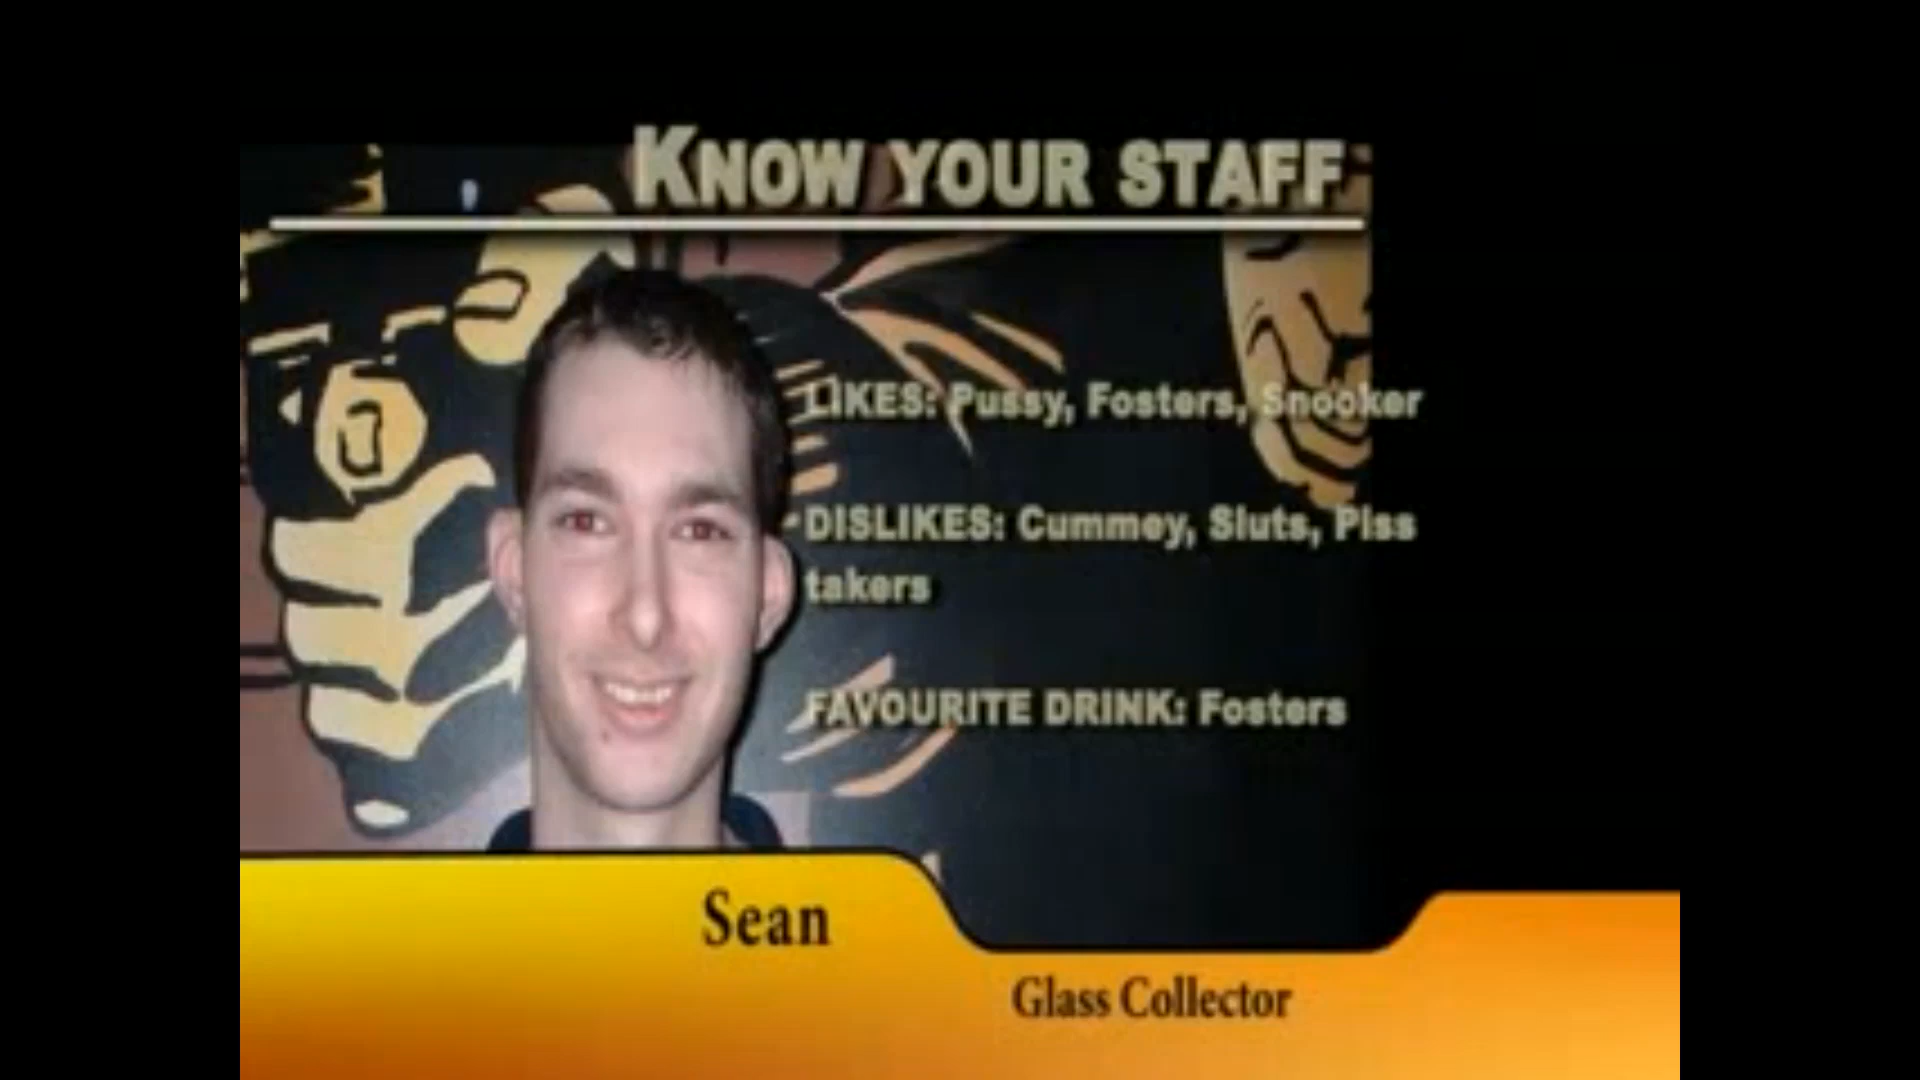 KNOW YOUR STAFF
LIKES: Pussy, Fosters, Snooker
DISLIKES: Cummey, Sluts, Piss
takers
FAVOURITE DRINK: Fosters
Sean
Glass Collector